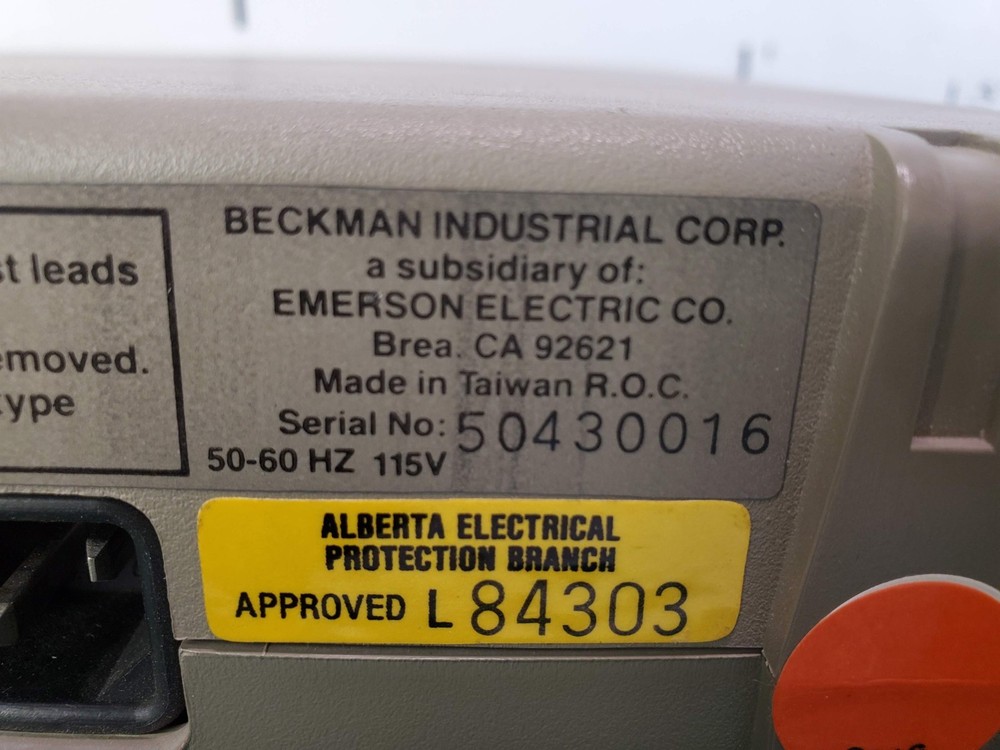 st leads
emoved.
type
BECKMAN INDUSTRIAL CORP.
a subsidiary of:
EMERSON ELECTRIC CO.
Brea. CA 92621
Made in Taiwan R.O.C.
Serial No: 50430016
50-60 HZ 115V
ALBERTA ELECTRICAL
PROTECTION BRANCH
APPROVED L 84303